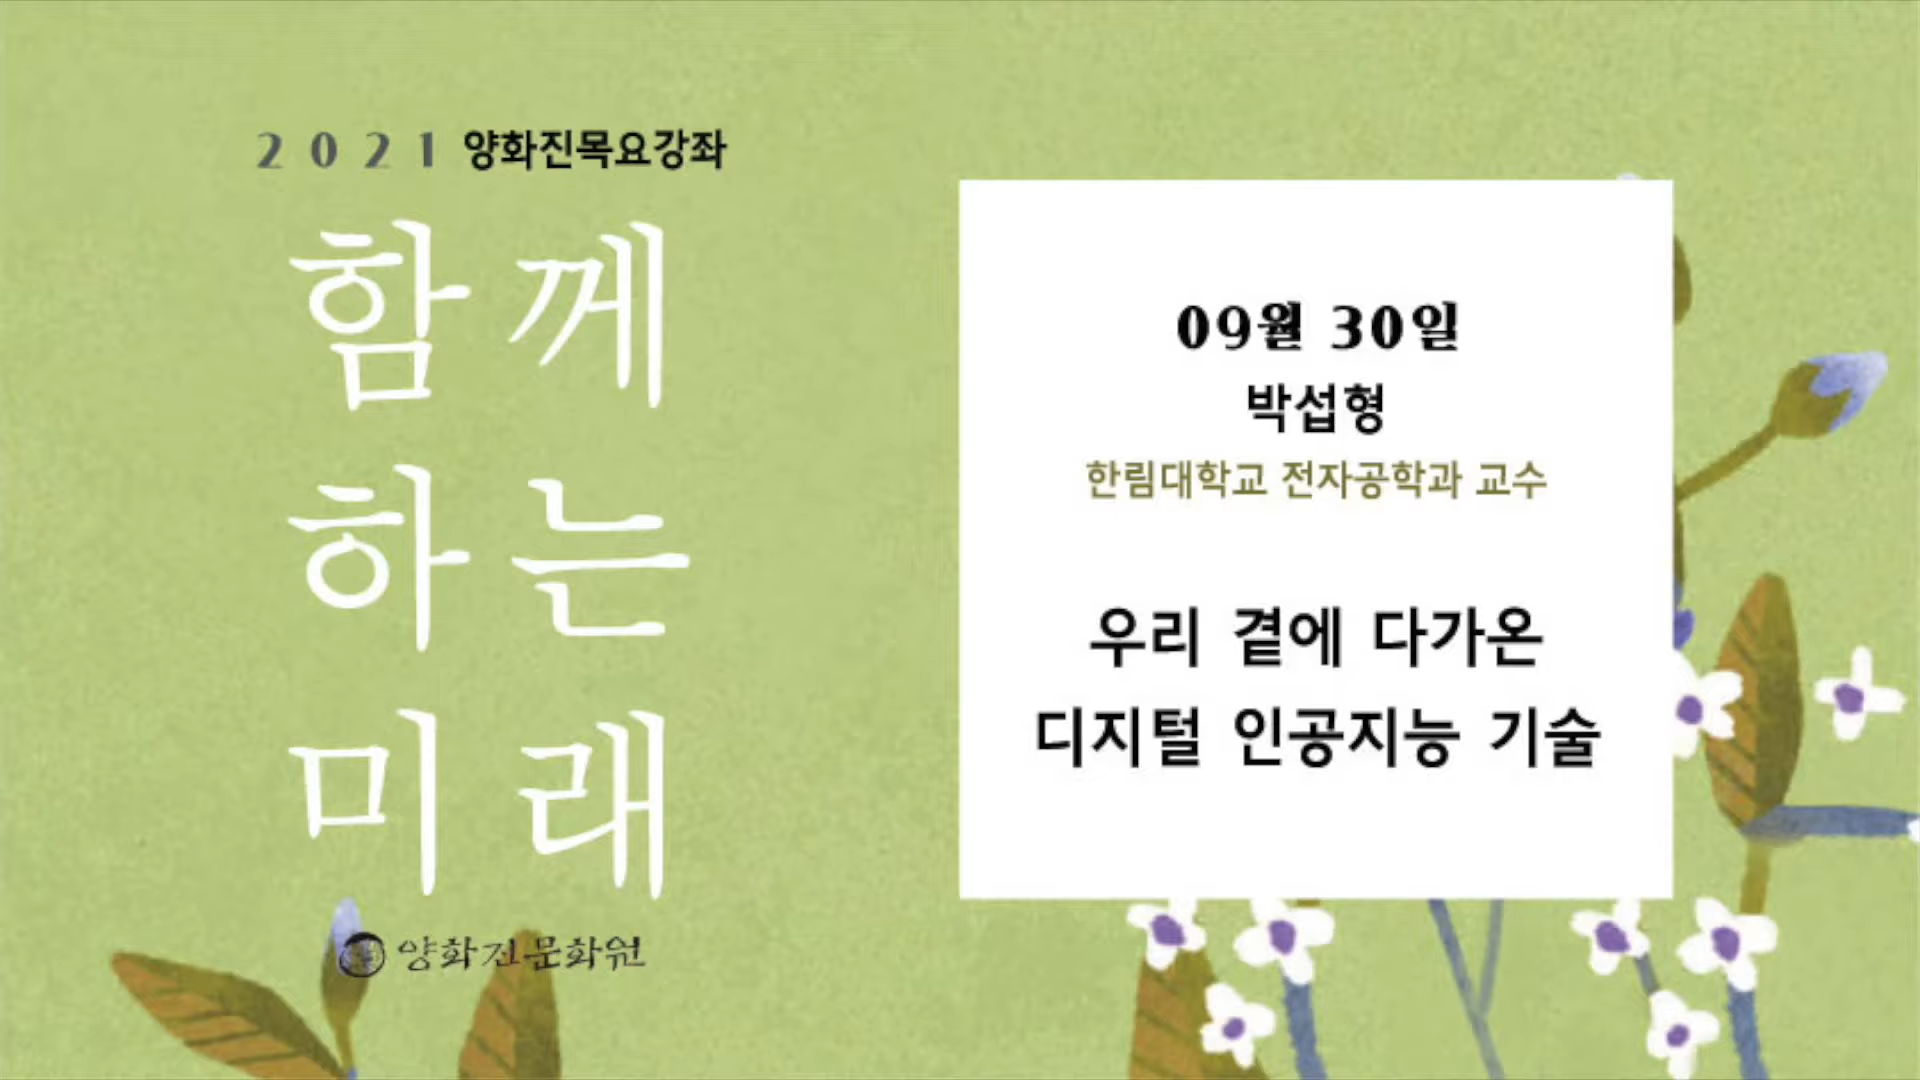 2021 양화진목요강좌
함께
하는
미래
양화진문화원
09월 30일
박섭형
한림대학교 전자공학과 교수
우리 곁에 다가온
디지털 인공지능 기술